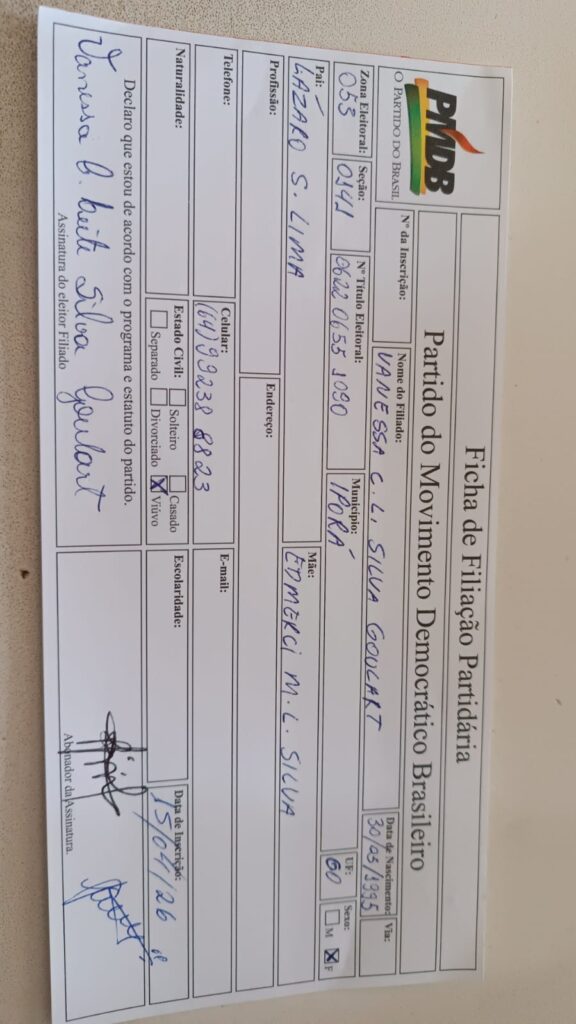 PMDB
O PARTIDO DO BRASIL
Ficha de Filiação Partidária
Partido do Movimento Democrático Brasileiro
Nº da Inscrição:
Nome do Filiado: VANESSA C. L. SILVA GOULART
Data de Nascimento: 30/03/1995
Via:
Zona Eleitoral: 053
Seção: 0141
Nº Título Eleitoral: 0622 0655 1090
Município: IPORÁ
UF: GO
Sexo: M X F
Pai: LÁZARO S. LIMA
Mãe: EDMERCI M. L. SILVA
Profissão:
Endereço:
Telefone:
Celular: (64) 99238 8823
E-mail:
Naturalidade:
Estado Civil: Solteiro Casado
Separado Divorciado X Viúvo
Escolaridade:
Data de Inscrição: 15/04/26
Declaro que estou de acordo com o programa e estatuto do partido.
Vanessa C. Leite Silva Goulart
Assinatura do eleitor Filiado
Abonador da Assinatura.